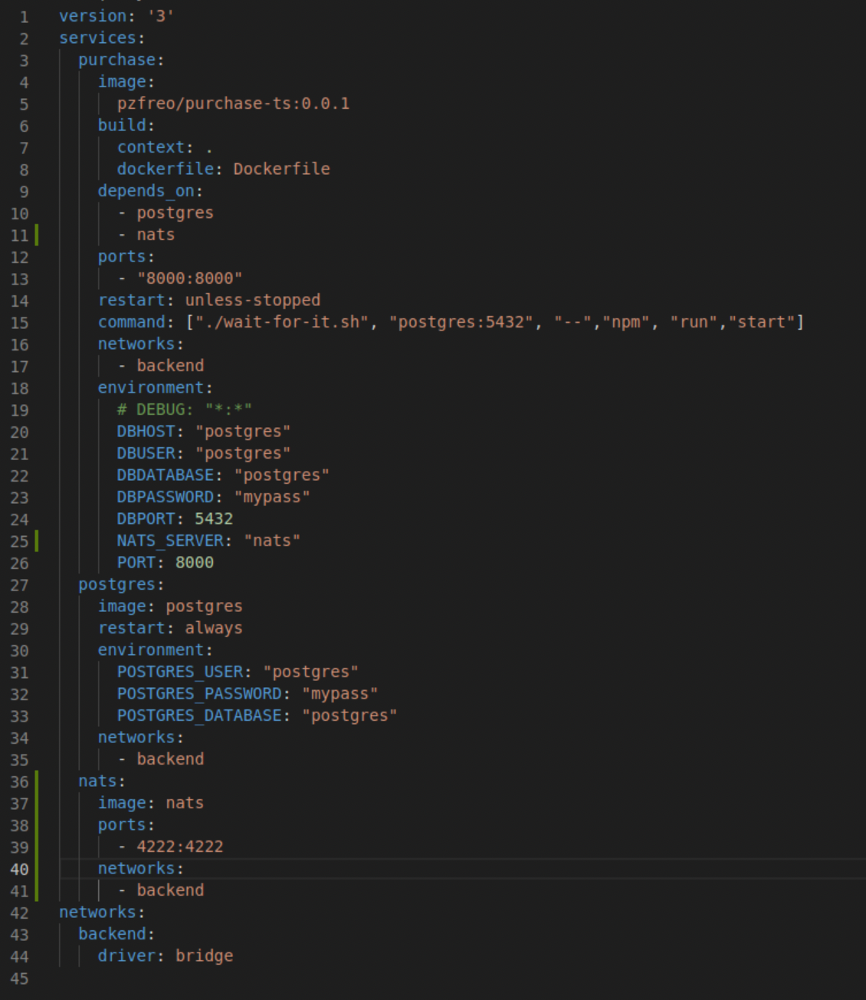 1 version: '3'
2 services:
3   purchase:
4     image:
5       pzfreo/purchase-ts:0.0.1
6     build:
7       context: .
8       dockerfile: Dockerfile
9     depends_on:
10       - postgres
11       - nats
12     ports:
13       - "8000:8000"
14     restart: unless-stopped
15     command: ["./wait-for-it.sh", "postgres:5432", "--","npm", "run","start"]
16     networks:
17       - backend
18     environment:
19       # DEBUG: "*:*"
20       DBHOST: "postgres"
21       DBUSER: "postgres"
22       DBDATABASE: "postgres"
23       DBPASSWORD: "mypass"
24       DBPORT: 5432
25       NATS_SERVER: "nats"
26       PORT: 8000
27   postgres:
28     image: postgres
29     restart: always
30     environment:
31       POSTGRES_USER: "postgres"
32       POSTGRES_PASSWORD: "mypass"
33       POSTGRES_DATABASE: "postgres"
34     networks:
35       - backend
36   nats:
37     image: nats
38     ports:
39       - 4222:4222
40     networks:
41       - backend
42 networks:
43   backend:
44     driver: bridge
45